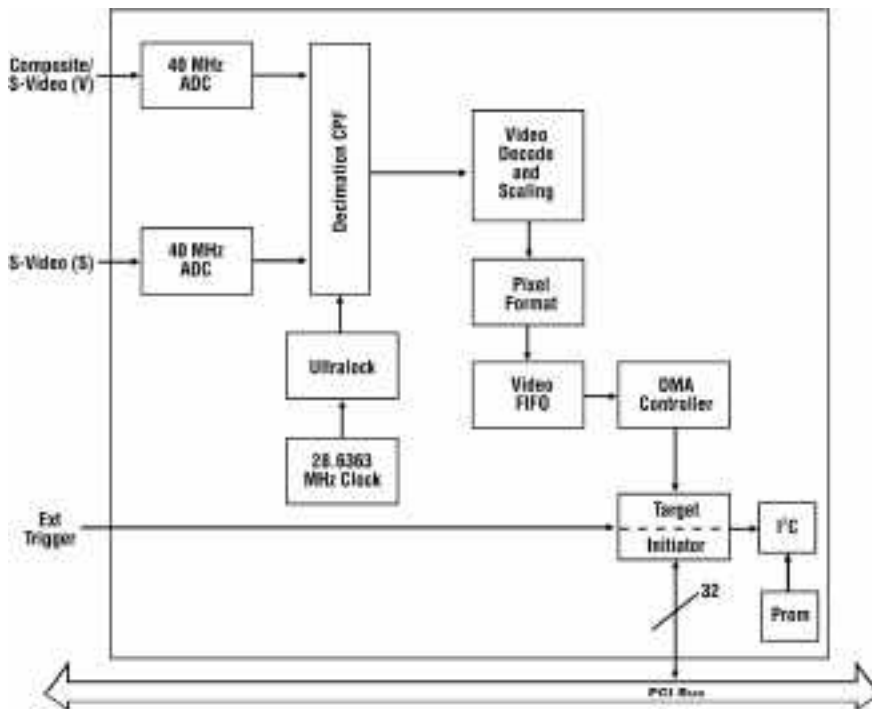 Composite/
S-Video (V)
40 MHz
ADC
Decimation CPF
Video
Decode
and
Scaling
S-Video (S)
40 MHz
ADC
Pixel
Format
Ultralock
Video
FIFO
DMA
Controller
28.6363
MHz Clock
Ext
Trigger
Target
Initiator
I²C
32
Prom
PCI Bus